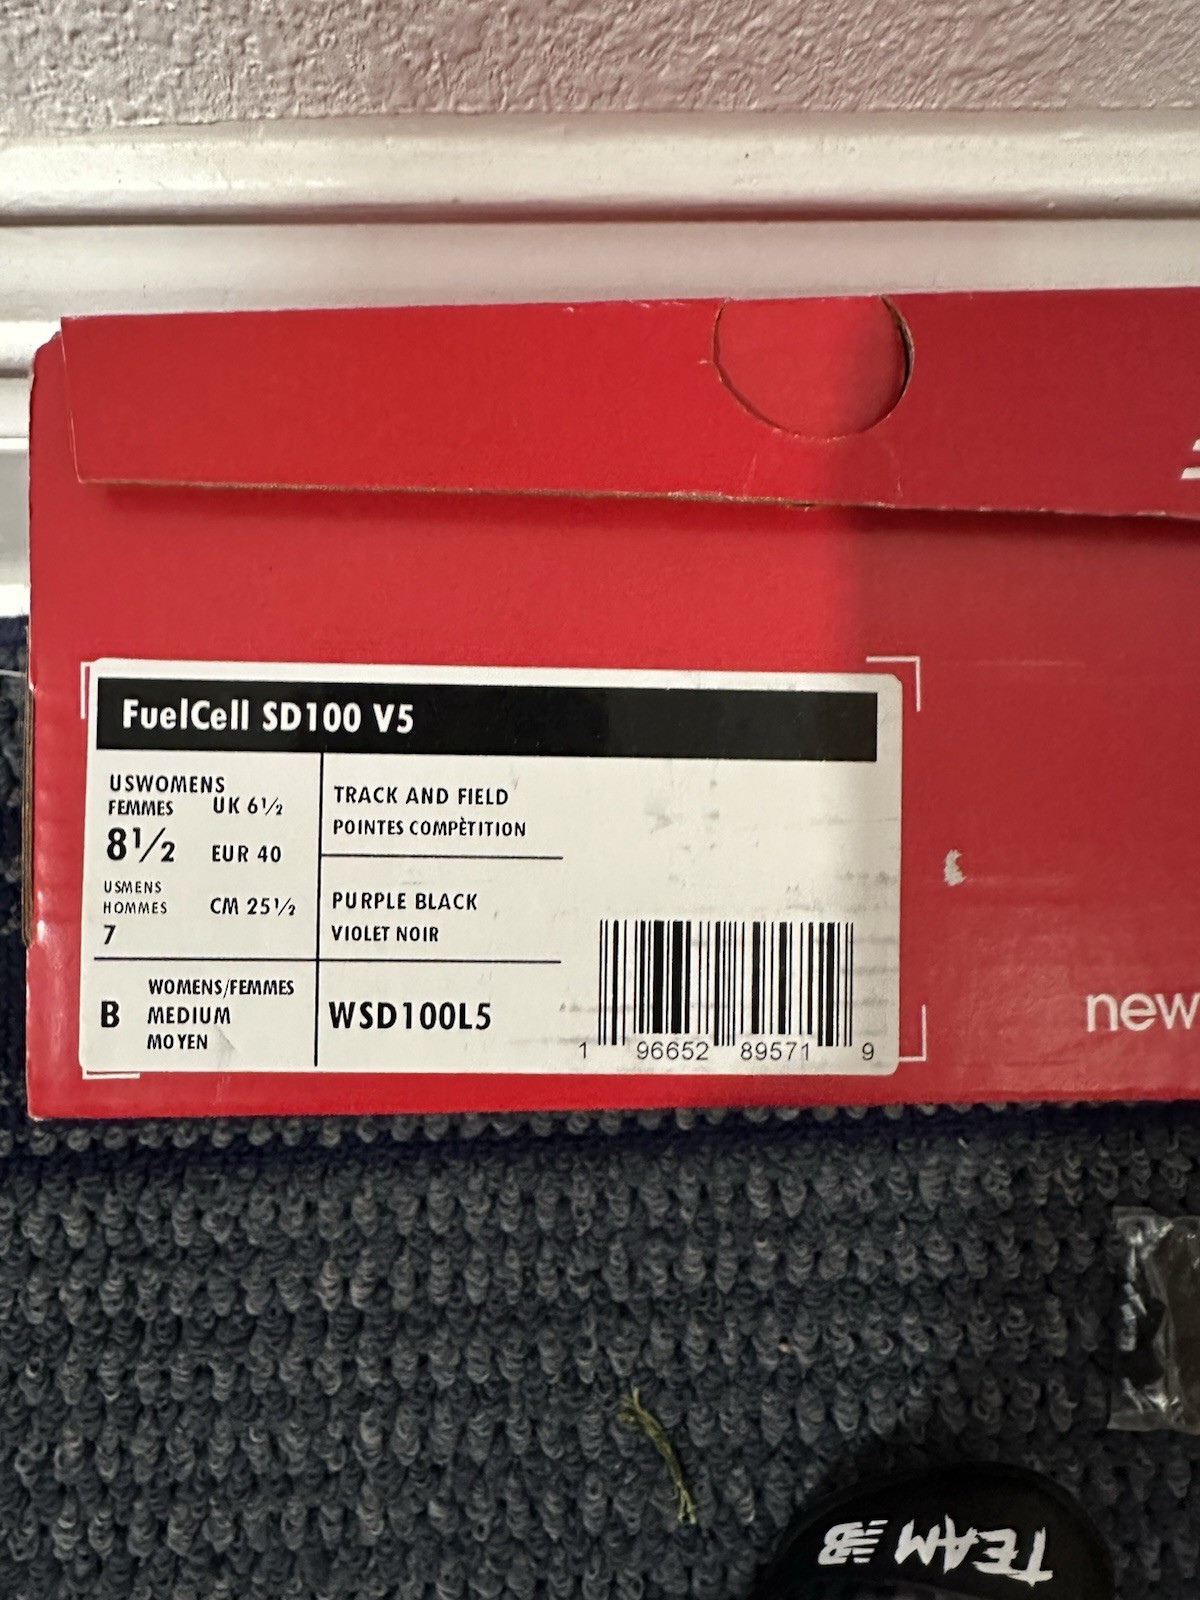 FuelCell SD100 V5
USWOMENS
FEMMES
8½
UK 6½
EUR 40
USMENS
HOMMES
7
CM 25½
TRACK AND FIELD
POINTES COMPÈTITION
PURPLE BLACK
VIOLET NOIR
B
WOMENS/FEMMES
MEDIUM
MOYEN
WSD100L5
1 96652 89571 9
new
TEAM NB